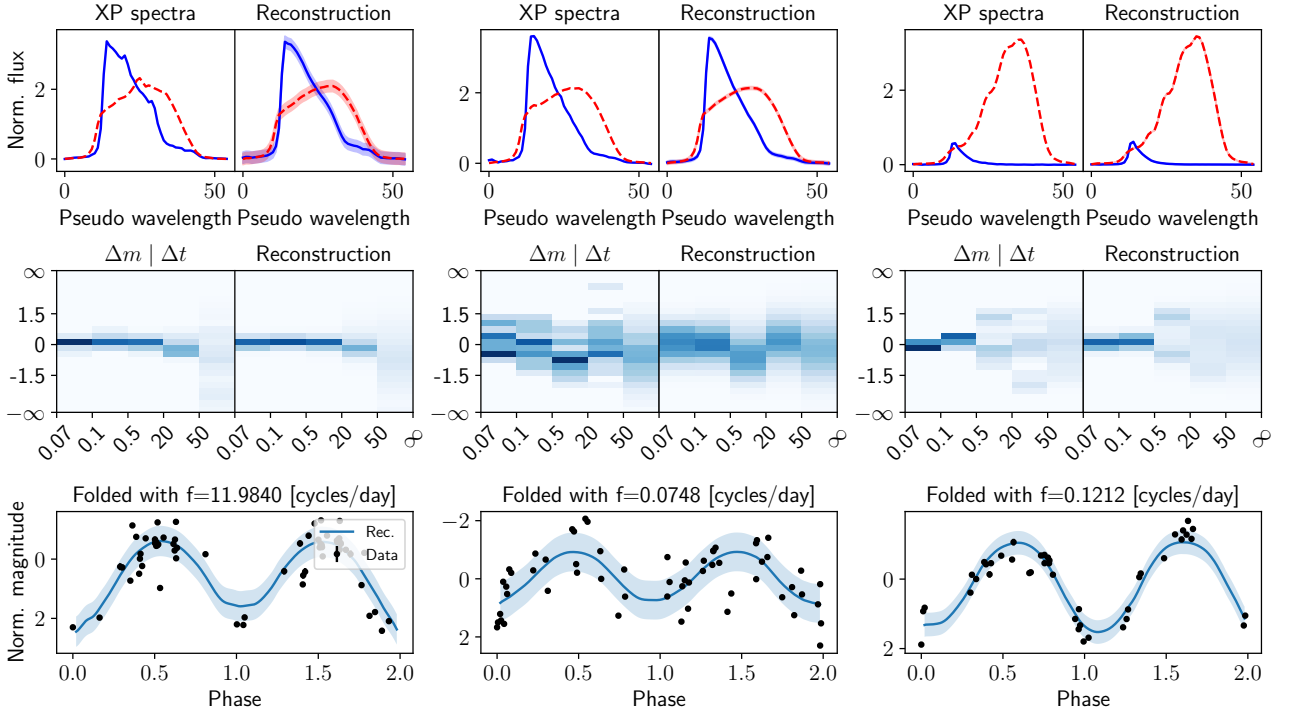 XP spectra Reconstruction XP spectra Reconstruction XP spectra Reconstruction
Norm. flux
2 2 2
0 0 0
0 50 0 50 0 50 0 50 0 50 0 50
Pseudo wavelength Pseudo wavelength Pseudo wavelength Pseudo wavelength Pseudo wavelength Pseudo wavelength
Δm | Δt Reconstruction Δm | Δt Reconstruction Δm | Δt Reconstruction
∞ ∞ ∞
1.5 1.5 1.5
0 0 0
-1.5 -1.5 -1.5
−∞ −∞ −∞
0.07 0.1 0.5 20 50 0.07 0.1 0.5 20 50 ∞ 0.07 0.1 0.5 20 50 0.07 0.1 0.5 20 50 ∞ 0.07 0.1 0.5 20 50 0.07 0.1 0.5 20 50 ∞
Folded with f=11.9840 [cycles/day] Folded with f=0.0748 [cycles/day] Folded with f=0.1212 [cycles/day]
Norm. magnitude
Rec.
Data
0 2
−2 0 2
0 2
0.0 0.5 1.0 1.5 2.0 0.0 0.5 1.0 1.5 2.0 0.0 0.5 1.0 1.5 2.0
Phase Phase Phase